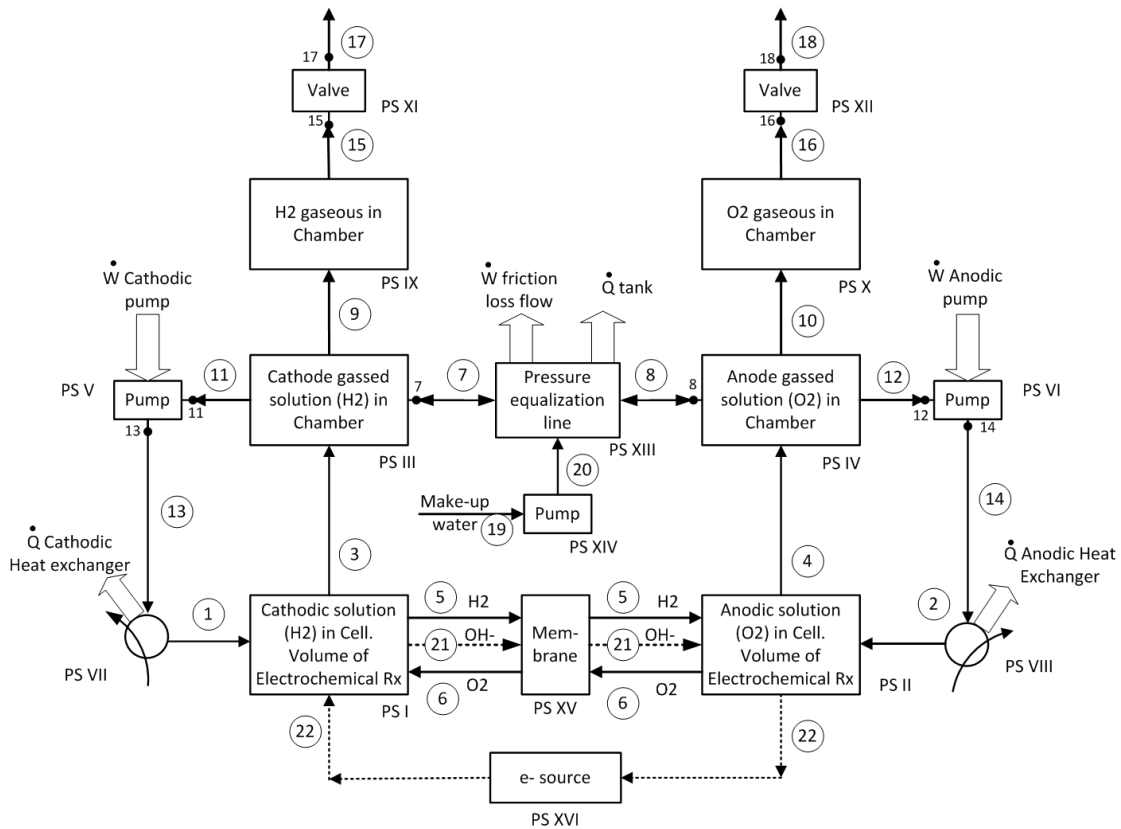 17
17
Valve
PS XI
15
15
H2 gaseous in
Chamber
PS IX
9
18
18
Valve
PS XII
16
16
O2 gaseous in
Chamber
PS X
10
Ẇ Cathodic
pump
Ẇ friction
loss flow
Q̇ tank
Ẇ Anodic
pump
PS V
Pump
11
11
13
Cathode gassed
solution (H2) in
Chamber
PS III
7
7
Pressure
equalization
line
PS XIII
8
8
Anode gassed
solution (O2) in
Chamber
PS IV
12
12
Pump
14
PS VI
20
Make-up
water
19
Pump
PS XIV
13
14
3
4
Q̇ Cathodic
Heat exchanger
PS VII
1
Cathodic solution
(H2) in Cell.
Volume of
Electrochemical Rx
PS I
5
H2
21
OH-
6
O2
Mem-
brane
PS XV
5
H2
21
OH-
6
O2
Anodic solution
(O2) in Cell.
Volume of
Electrochemical Rx
PS II
2
Q̇ Anodic Heat
Exchanger
PS VIII
22
22
e- source
PS XVI